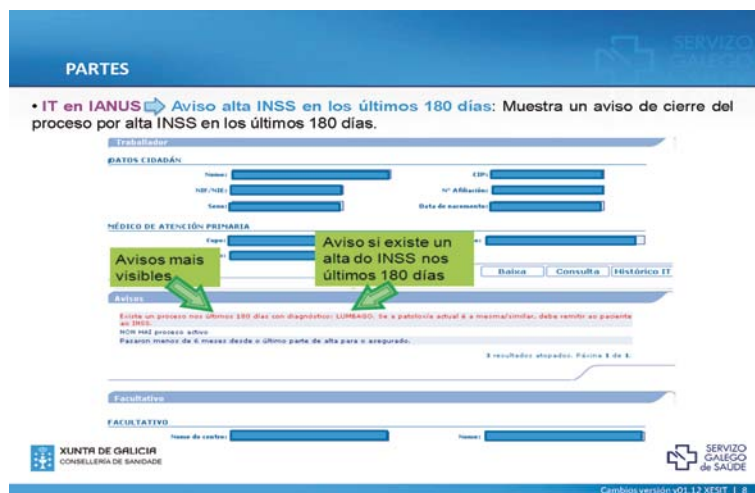 PARTES
SERVIZO
GALEGO
• IT en IANUS Aviso alta INSS en los últimos 180 días: Muestra un aviso de cierre del
proceso por alta INSS en los últimos 180 días.
Traballador
DATOS CIDADÁN
Nome: CIP:
NIF/NIE: Nº Afiliación:
Sexo: Data de nacemento:
MÉDICO DE ATENCIÓN PRIMARIA
Cupo:
Avisos mais
visibles
Aviso si existe un
alta do INSS nos
últimos 180 días
Baixa Consulta Histórico IT
Avisos
Existe un proceso nos últimos 180 días con diagnóstico: LUMBAGO. Se a patoloxía actual é a mesma/similar, debe remitir ao paciente
ao INSS.
NON HAI proceso activo
Pasaron menos de 6 meses desde o último parte de alta para o asegurado.
3 resultados atopados. Páxina 1 de 1.
Facultativo
FACULTATIVO
Nome do centro: Nome:
XUNTA DE GALICIA
CONSELLERÍA DE SANIDADE
SERVIZO
GALEGO
de SAÚDE
Cambios versión v01.12 XESIT | 8